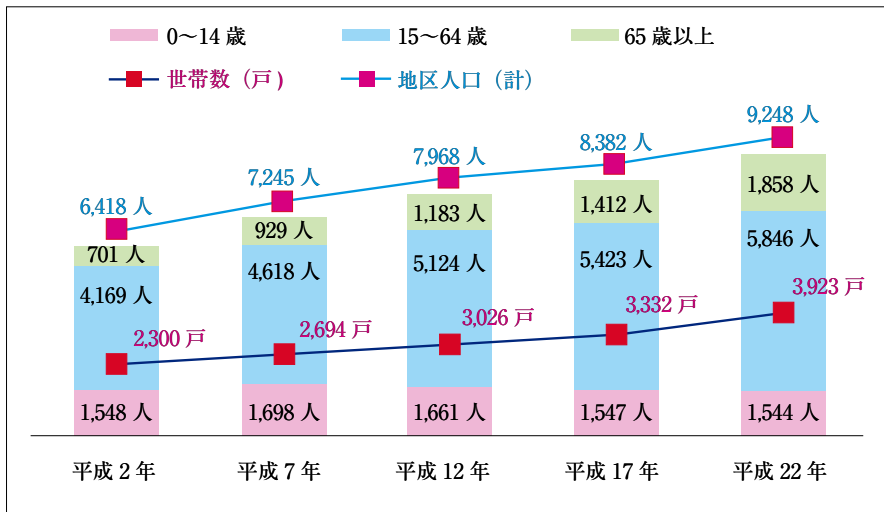 0〜14 歳 15〜64 歳 65 歳以上
世帯数（戸) 地区人口（計）
9,248 人
8,382 人
7,968 人
7,245 人
6,418 人
1,858 人
1,412 人
1,183 人
929 人
701 人
5,846 人
5,423 人
5,124 人
4,618 人
4,169 人
3,923 戸
3,332 戸
3,026 戸
2,694 戸
2,300 戸
1,548 人 1,698 人 1,661 人 1,547 人 1,544 人
平成 2 年 平成 7 年 平成 12 年 平成 17 年 平成 22 年